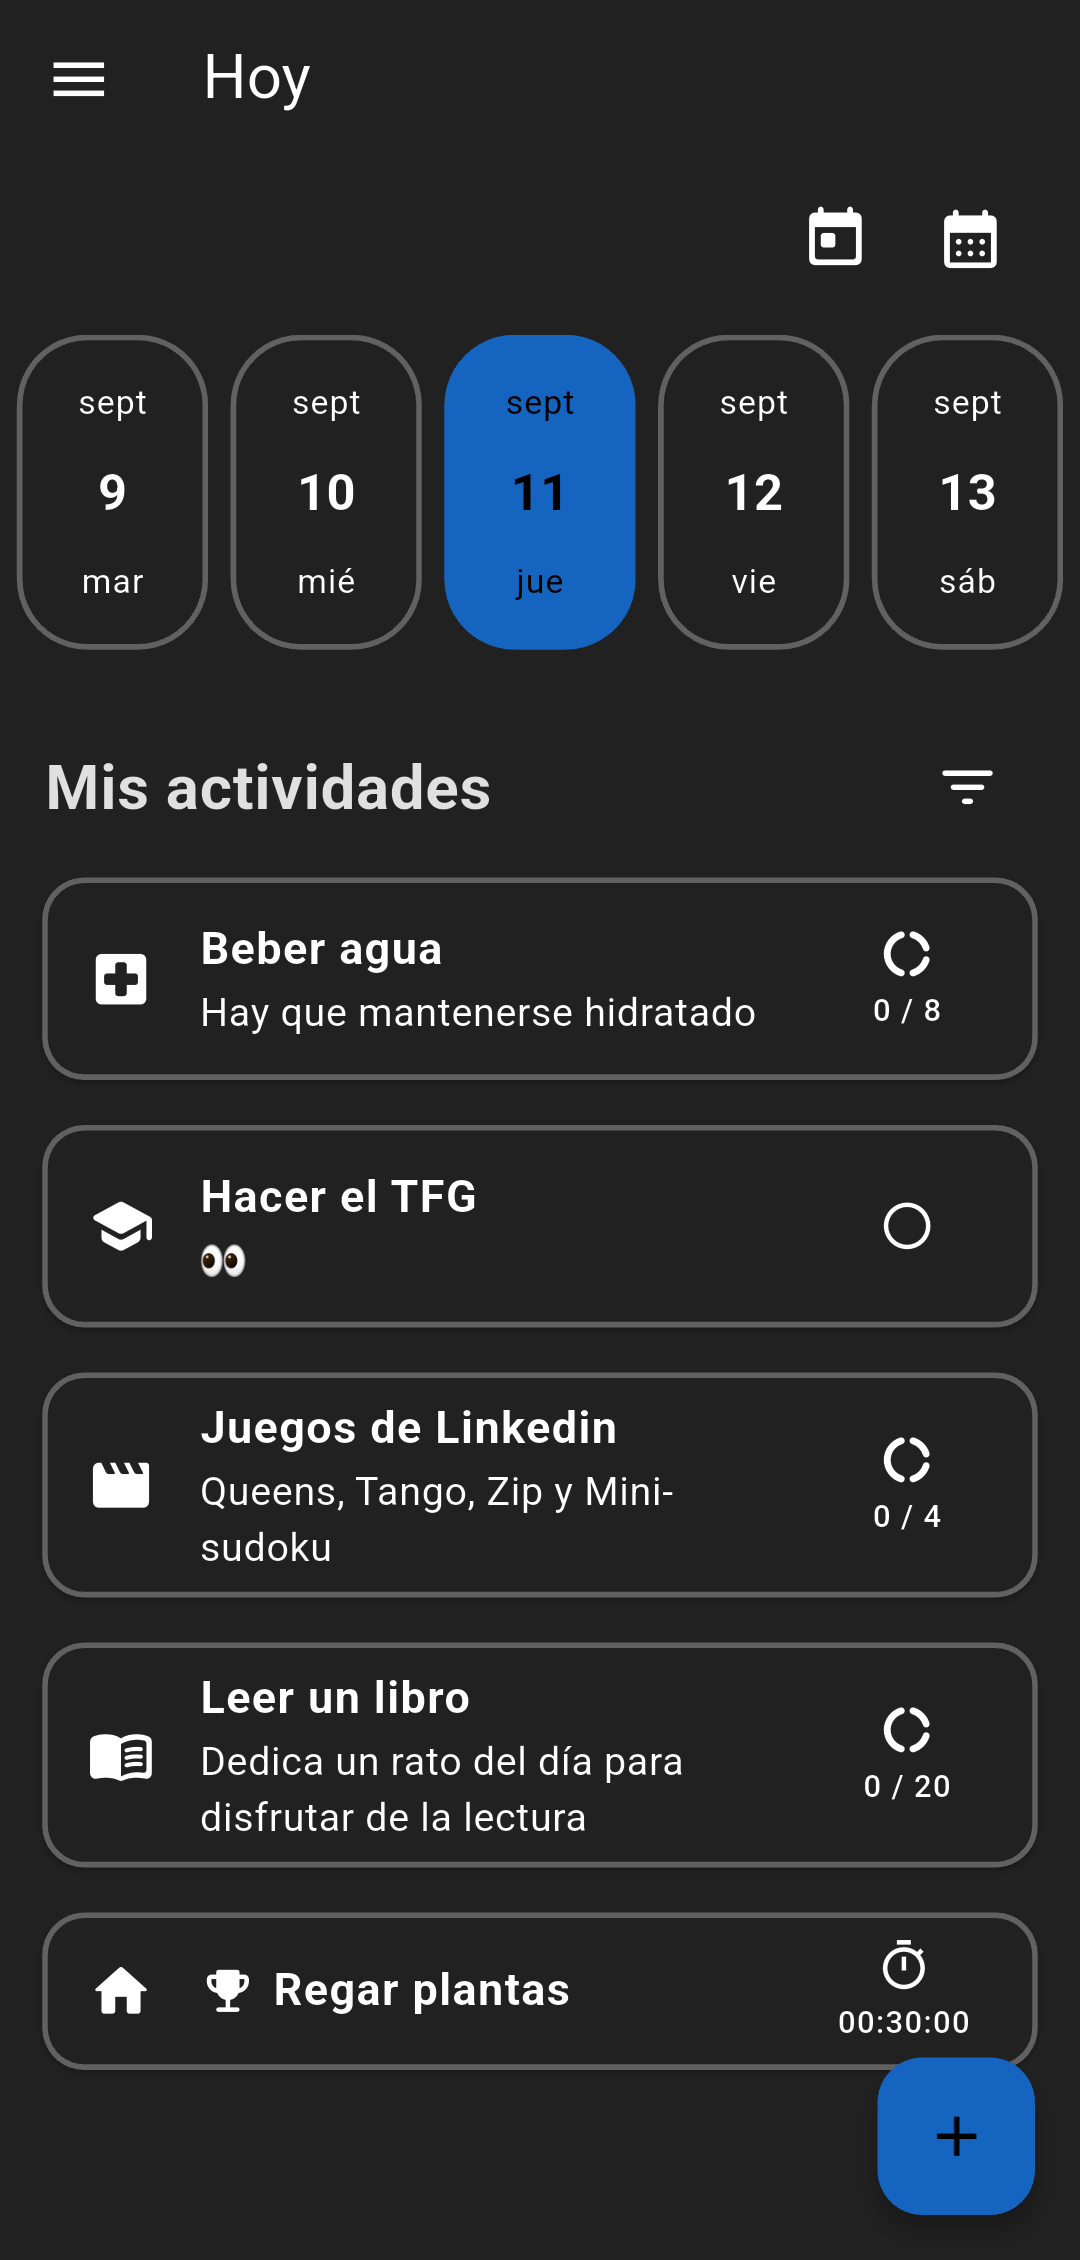 Hoy
sept sept sept sept sept
9 10 11 12 13
mar mié jue vie sáb
Mis actividades
Beber agua
Hay que mantenerse hidratado
0 / 8
Hacer el TFG
👀
Juegos de Linkedin
Queens, Tango, Zip y Mini-
sudoku
0 / 4
Leer un libro
Dedica un rato del día para
disfrutar de la lectura
0 / 20
Regar plantas
00:30:00
+